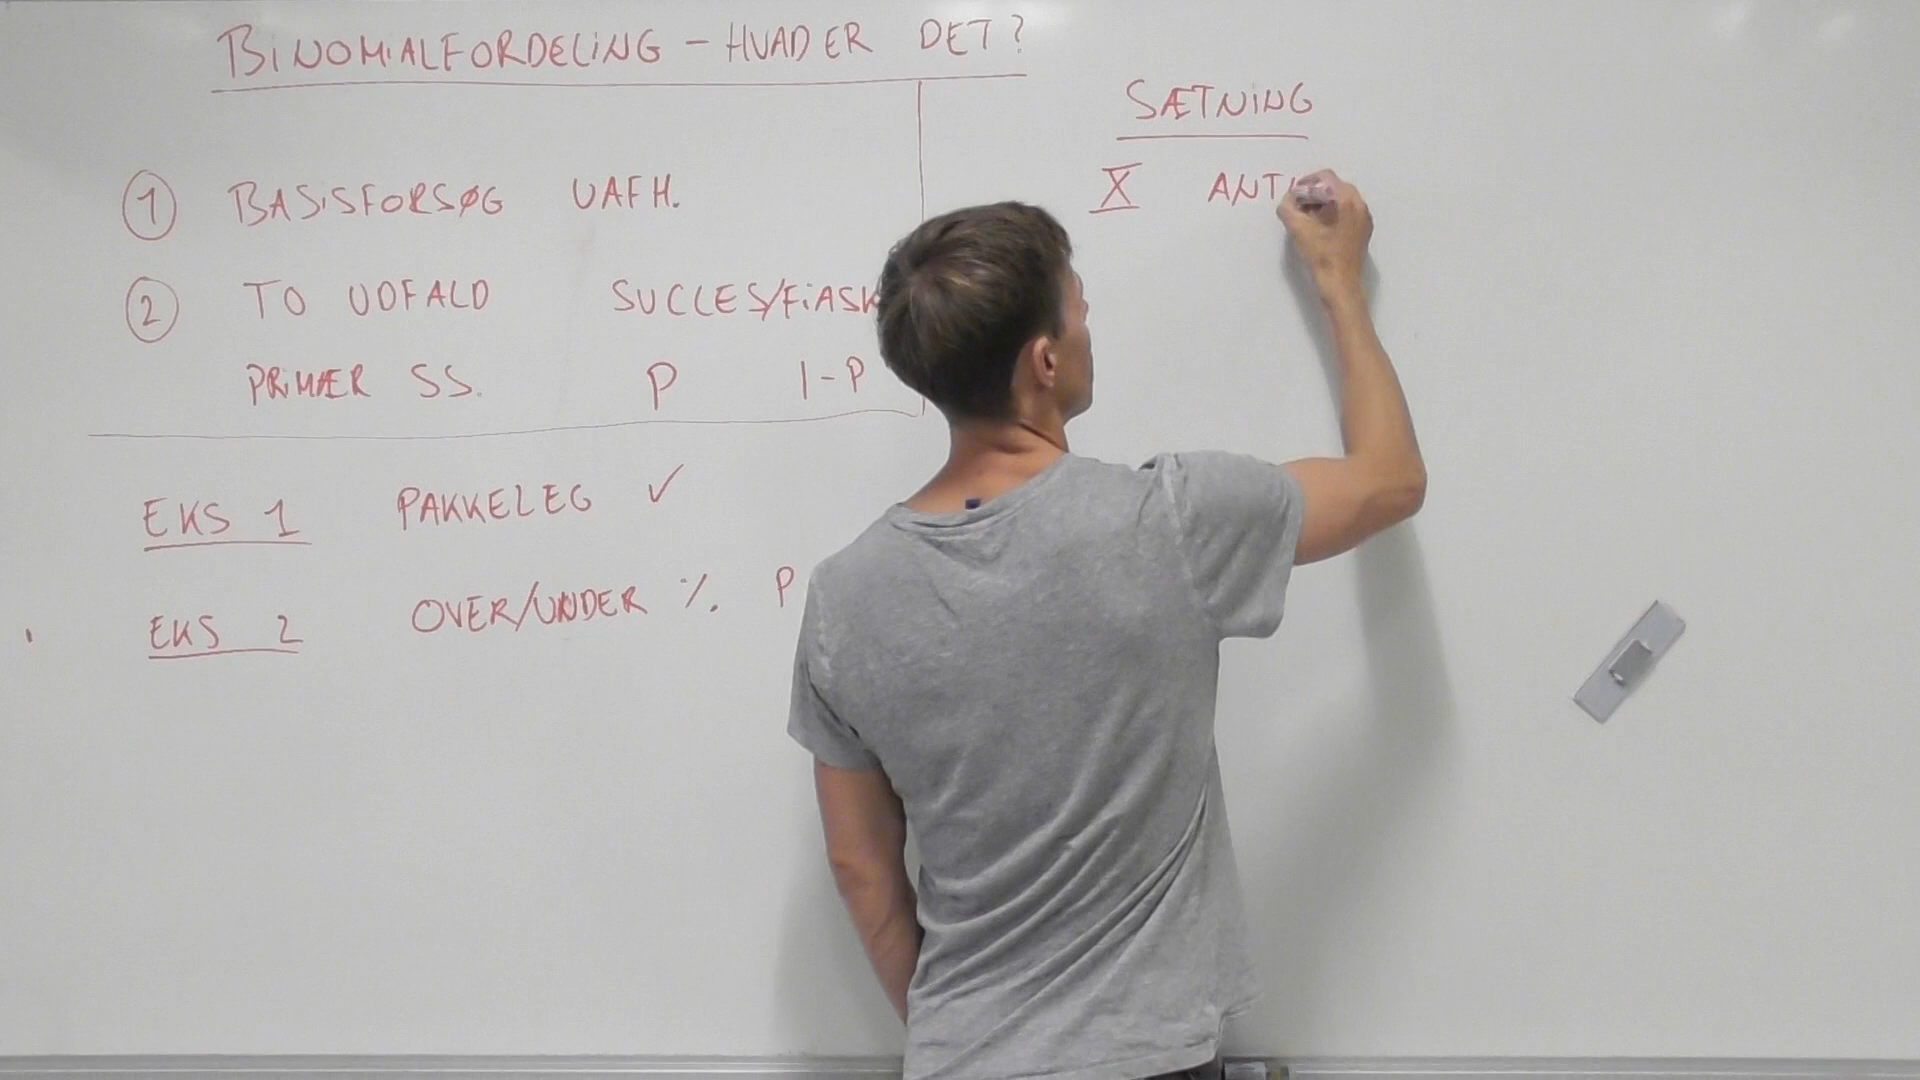 BINOMIALFORDELING - HVAD ER DET?
1 BASISFORSØG UAFH.
2 TO UDFALD SUCCES/FIASK
PRIMÆR SS. P 1-P
EKS 1 PAKKELEG ✓
EKS 2 OVER/UNDER %. P
SÆTNING
X ANT